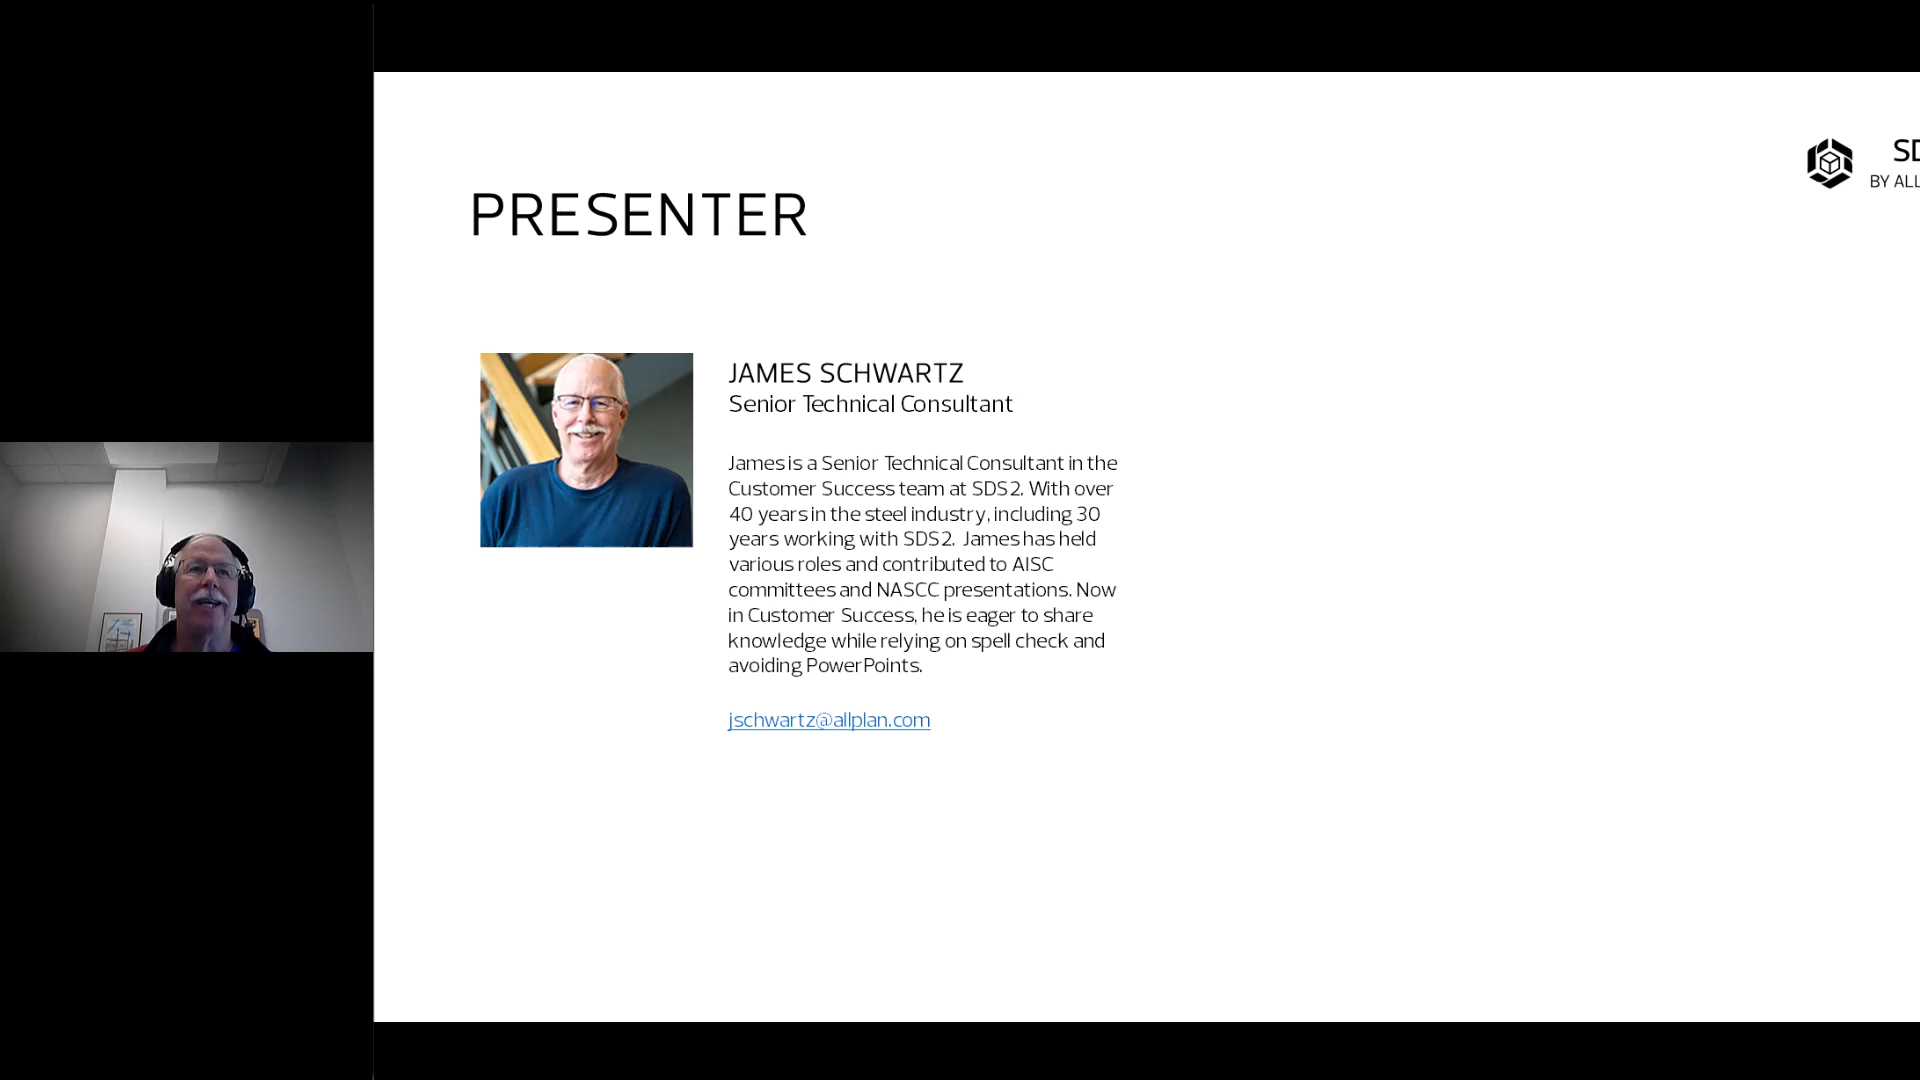 SD
BY ALL
PRESENTER
JAMES SCHWARTZ
Senior Technical Consultant
James is a Senior Technical Consultant in the
Customer Success team at SDS2. With over
40 years in the steel industry, including 30
years working with SDS2. James has held
various roles and contributed to AISC
committees and NASCC presentations. Now
in Customer Success, he is eager to share
knowledge while relying on spell check and
avoiding PowerPoints.
jschwartz@allplan.com